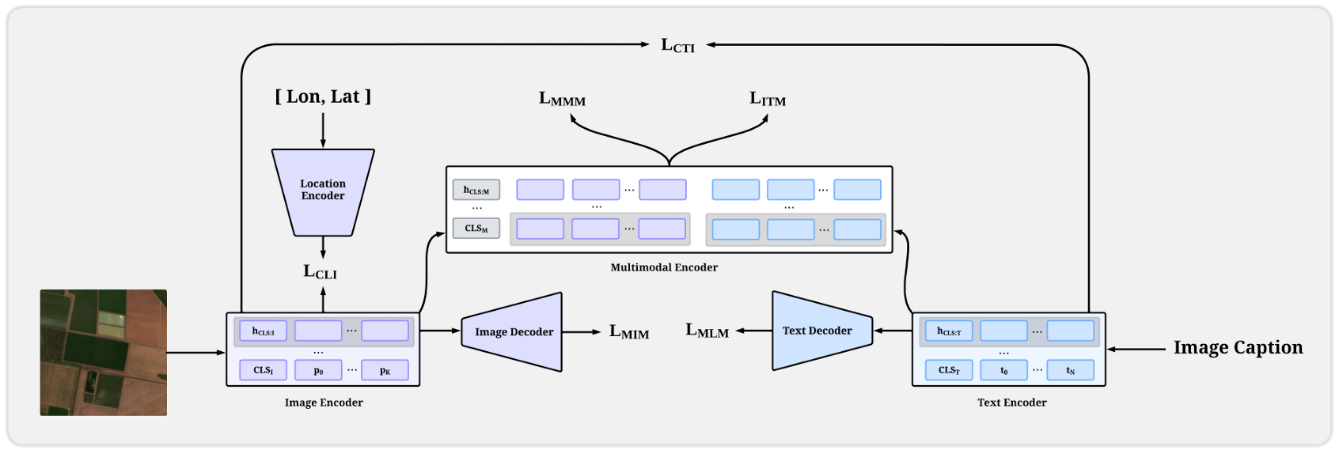 L_CTI
[ Lon, Lat ]
L_MMM
L_ITM
Location
Encoder
h_CLS:M
...
...
...
CLS_M
...
...
...
...
L_CLI
Multimodal Encoder
h_CLS:I
...
...
CLS_I
p_0
...
p_K
Image Encoder
Image Decoder
L_MIM
L_MLM
Text Decoder
h_CLS:T
...
...
CLS_T
t_0
...
t_N
Text Encoder
Image Caption